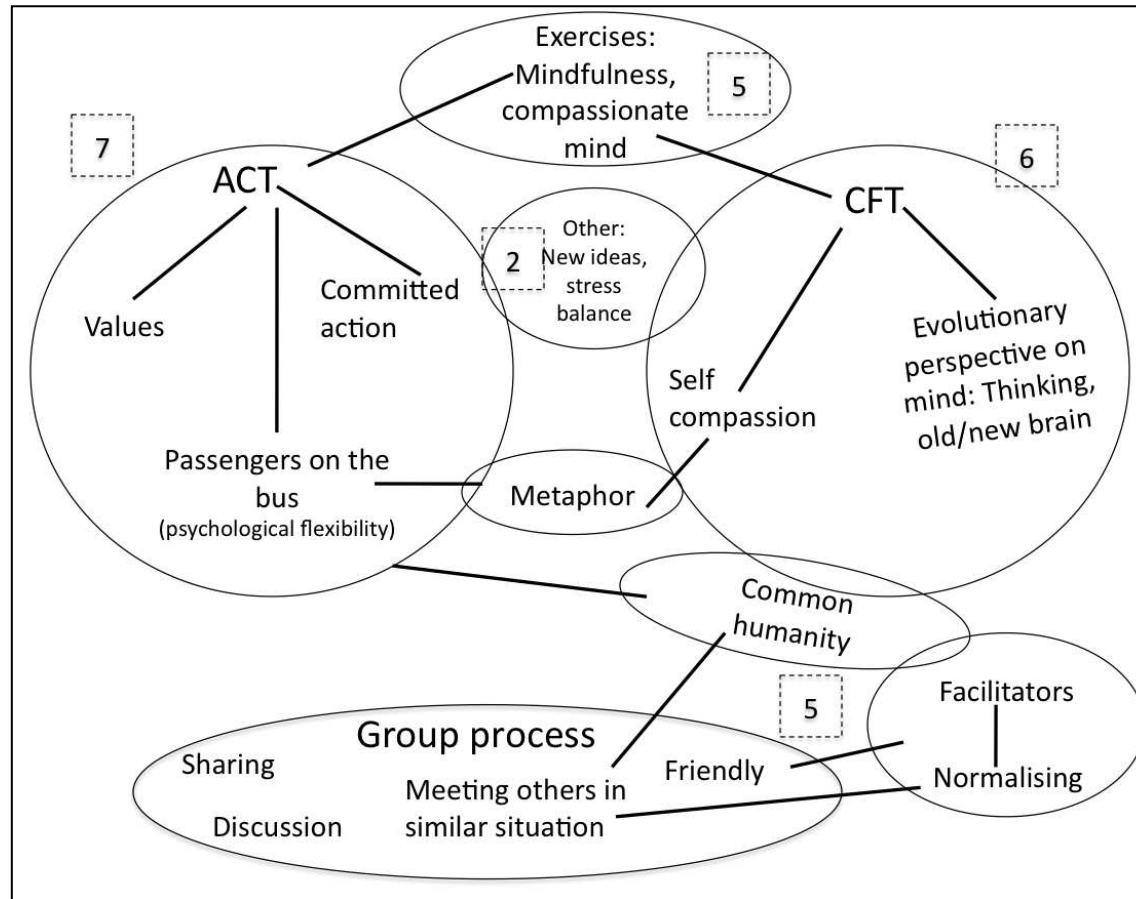 Exercises:
Mindfulness,
compassionate
mind
5
7
6
ACT
CFT
Other:
New ideas,
stress
balance
2
Values
Committed
action
Evolutionary
perspective on
mind: Thinking,
old/new brain
Self
compassion
Passengers on the
bus
(psychological flexibility)
Metaphor
Common
humanity
5
Facilitators
Normalising
Group process
Sharing
Friendly
Meeting others in
similar situation
Discussion